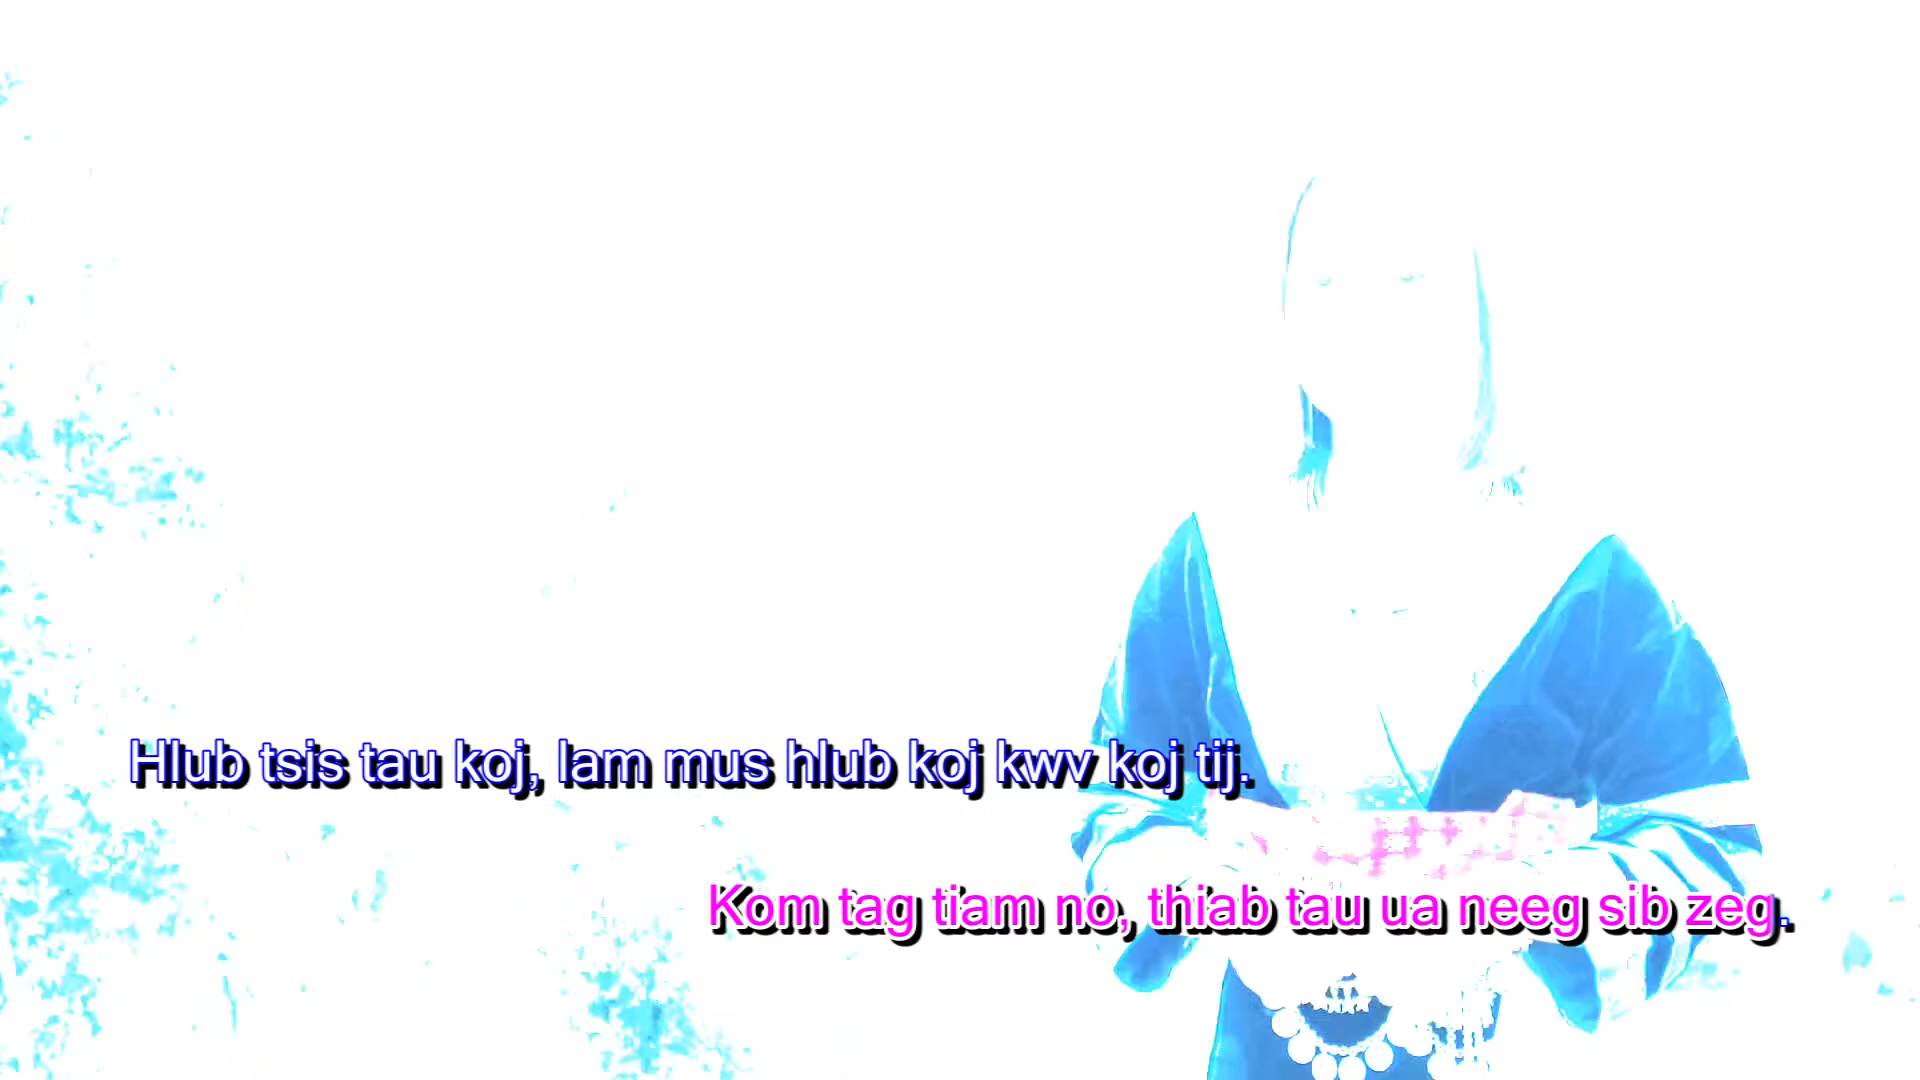 Hlub tsis tau koj, lam mus hlub koj kwv koj tij.
Kom tag tiam no, thiab tau ua neeg sib zeg.